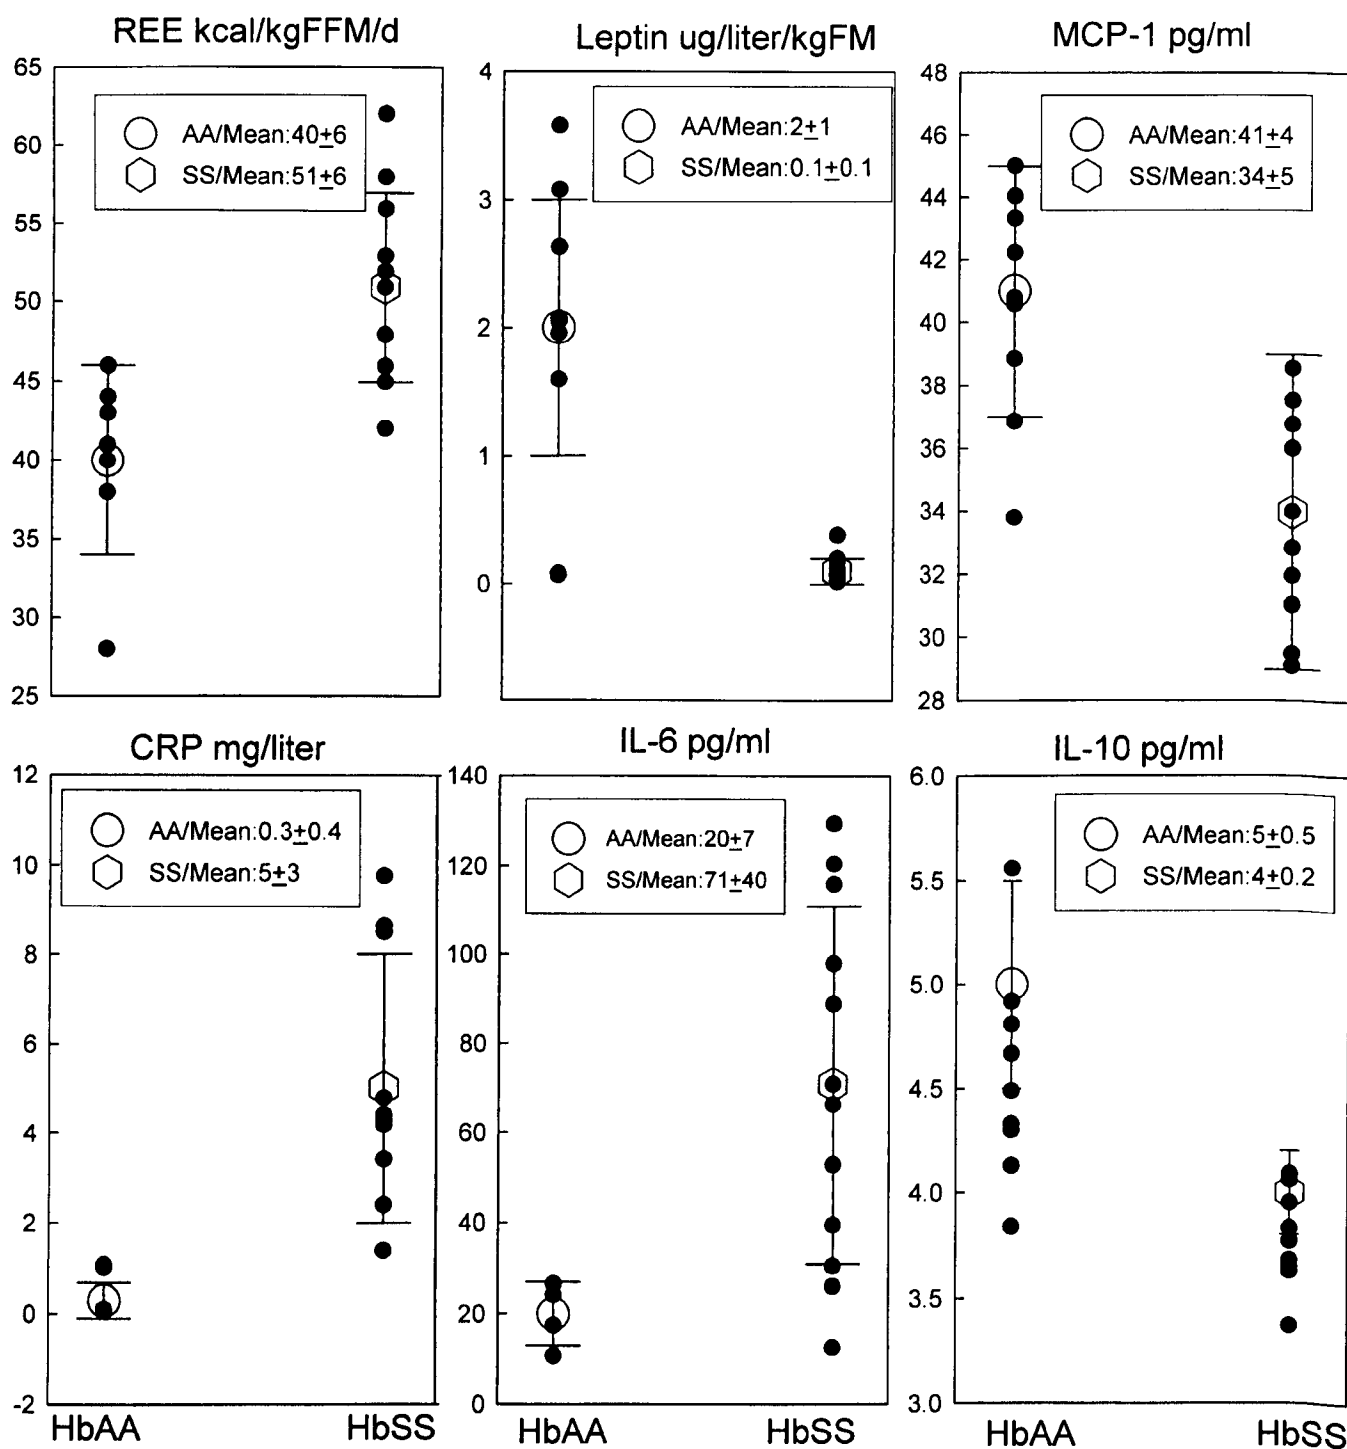 REE kcal/kgFFM/d
65
60
55
50
45
40
35
30
25
AA/Mean:40±6
SS/Mean:51±6
Leptin ug/liter/kgFM
4
3
2
1
0
AA/Mean:2±1
SS/Mean:0.1±0.1
MCP-1 pg/ml
48
46
44
42
40
38
36
34
32
30
28
AA/Mean:41±4
SS/Mean:34±5
CRP mg/liter
12
10
8
6
4
2
0
-2
AA/Mean:0.3±0.4
SS/Mean:5±3
HbAA HbSS
IL-6 pg/ml
140
120
100
80
60
40
20
0
AA/Mean:20±7
SS/Mean:71±40
HbAA HbSS
IL-10 pg/ml
6.0
5.5
5.0
4.5
4.0
3.5
3.0
AA/Mean:5±0.5
SS/Mean:4±0.2
HbAA HbSS